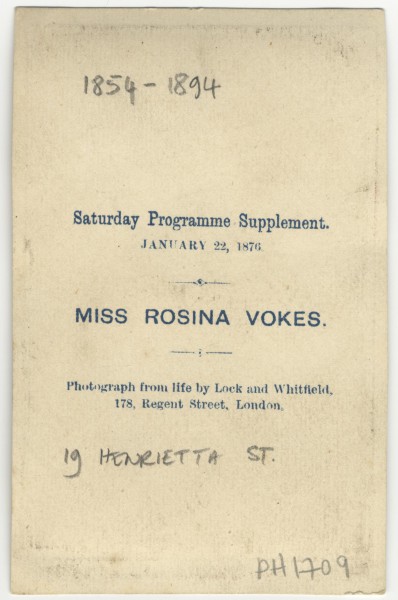 1854 - 1894
Saturday Programme Supplement.
JANUARY 22, 1876.
MISS ROSINA VOKES.
Photograph from life by Lock and Whitfield,
178, Regent Street, London.
19 HENRIETTA ST.
PH1709